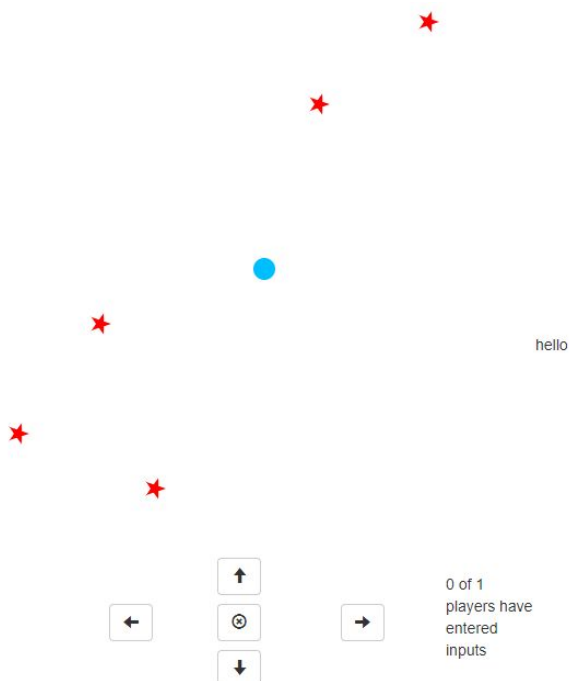 hello
0 of 1
players have
entered
inputs